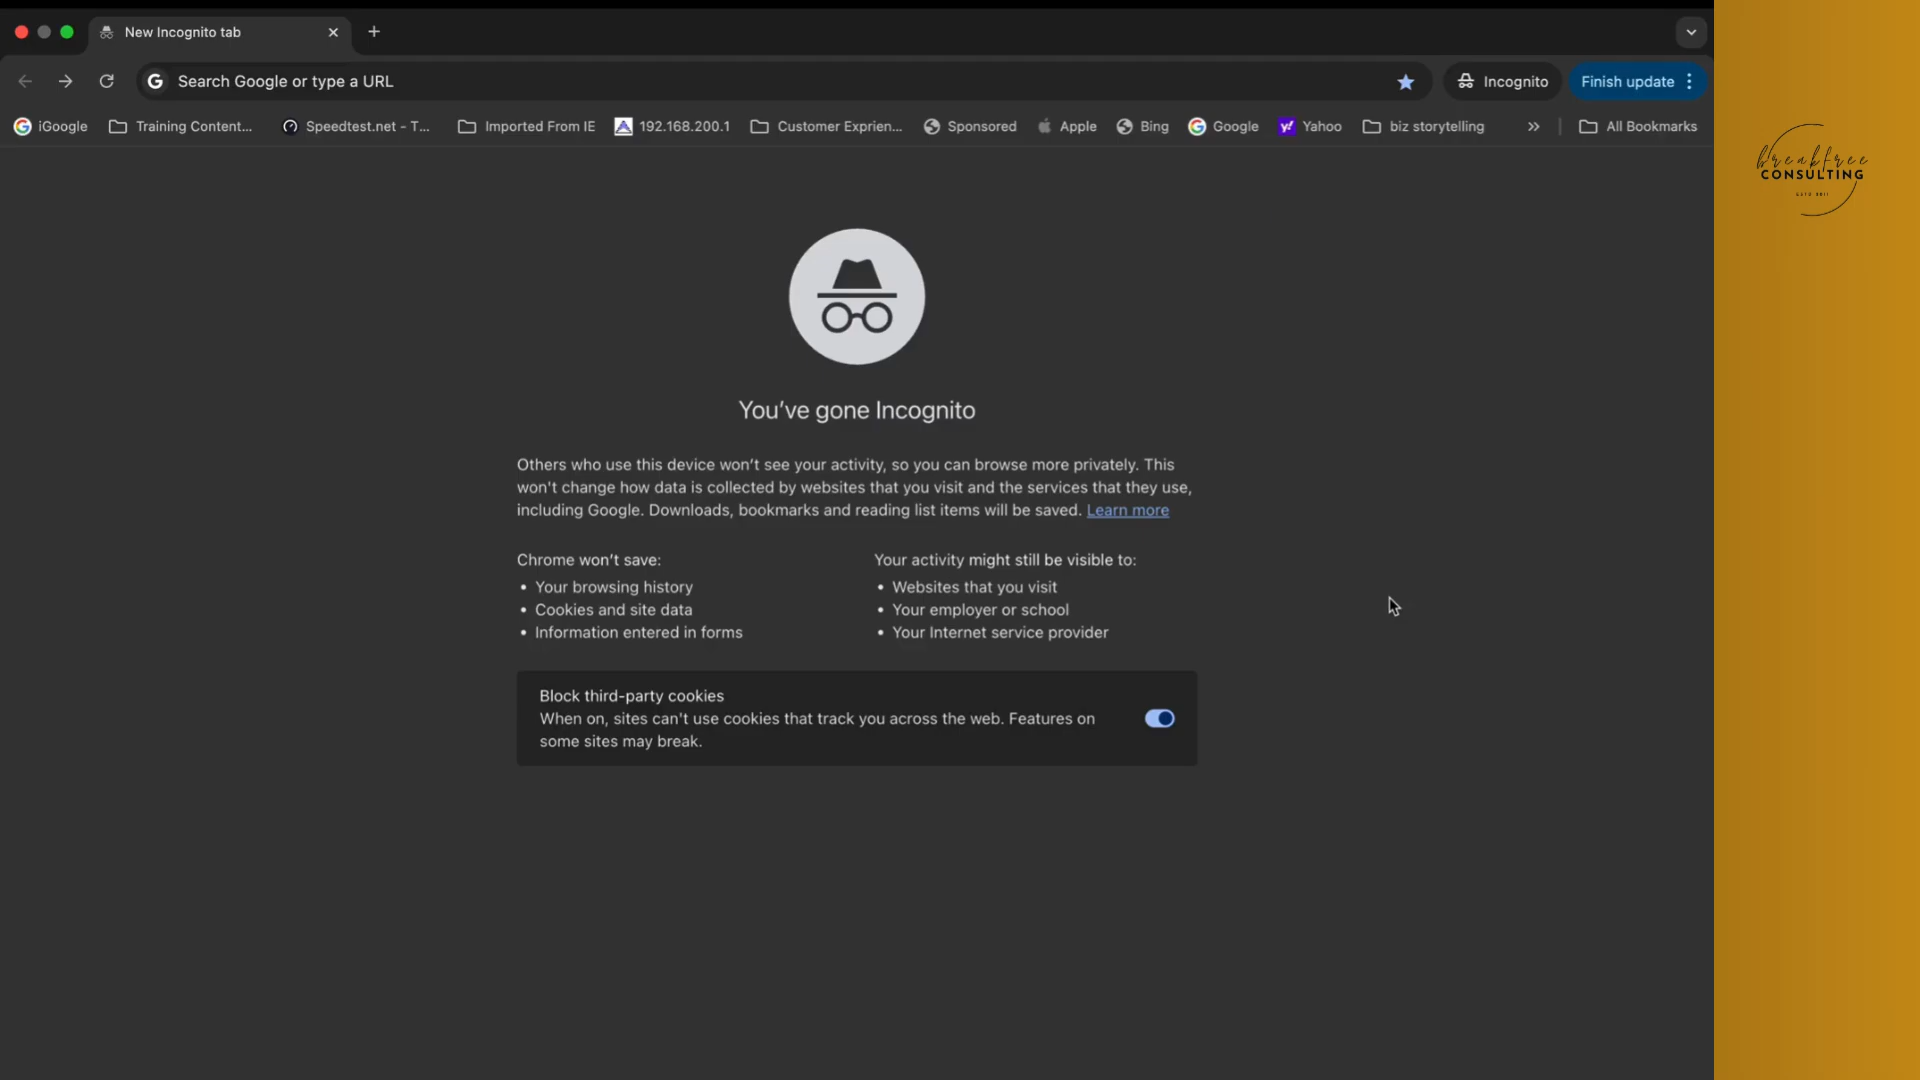 New Incognito tab
Search Google or type a URL
Incognito
Finish update
iGoogle
Training Content...
Speedtest.net - T...
Imported From IE
192.168.200.1
Customer Exprien...
Sponsored
Apple
Bing
Google
Yahoo
biz storytelling
All Bookmarks
breakfree
CONSULTING
You've gone Incognito
Others who use this device won't see your activity, so you can browse more privately. This
won't change how data is collected by websites that you visit and the services that they use,
including Google. Downloads, bookmarks and reading list items will be saved. Learn more
Chrome won't save:
• Your browsing history
• Cookies and site data
• Information entered in forms
Your activity might still be visible to:
• Websites that you visit
• Your employer or school
• Your Internet service provider
Block third-party cookies
When on, sites can't use cookies that track you across the web. Features on
some sites may break.